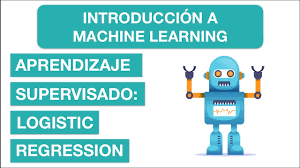 INTRODUCCIÓN A
MACHINE LEARNING
APRENDIZAJE
SUPERVISADO:
LOGISTIC
REGRESSION